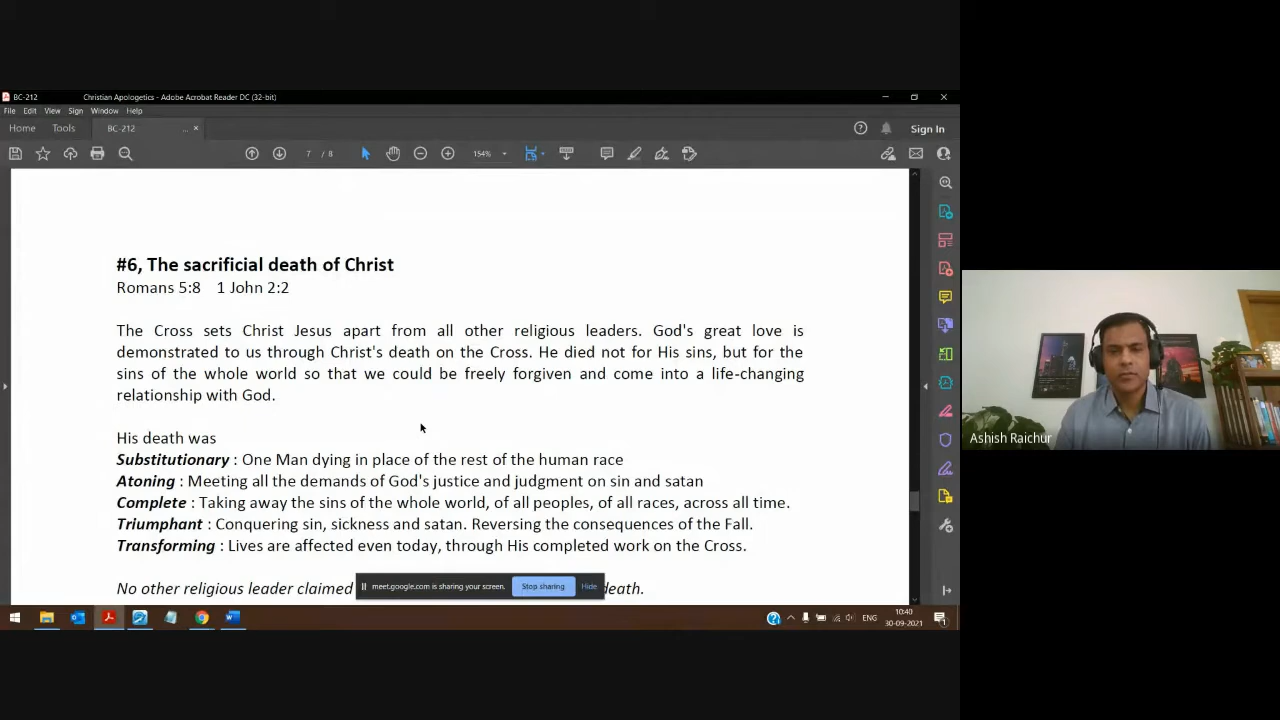 BC-212 Christian Apologetics - Adobe Acrobat Reader DC (32-bit)
File Edit View Sign Window Help
Home Tools BC-212 ... × Sign In
7 / 8 154%
#6, The sacrificial death of Christ
Romans 5:8 1 John 2:2
The Cross sets Christ Jesus apart from all other religious leaders. God's great love is
demonstrated to us through Christ's death on the Cross. He died not for His sins, but for the
sins of the whole world so that we could be freely forgiven and come into a life-changing
relationship with God.
His death was
Substitutionary : One Man dying in place of the rest of the human race
Atoning : Meeting all the demands of God's justice and judgment on sin and satan
Complete : Taking away the sins of the whole world, of all peoples, of all races, across all time.
Triumphant : Conquering sin, sickness and satan. Reversing the consequences of the Fall.
Transforming : Lives are affected even today, through His completed work on the Cross.
No other religious leader claimed death.
meet.google.com is sharing your screen. Stop sharing Hide
ENG 10:40
30-09-2021
Ashish Raichur